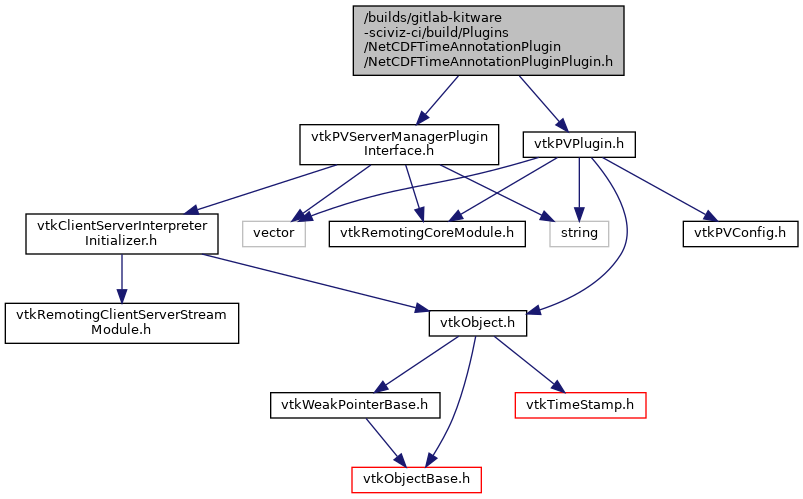 /builds/gitlab-kitware
-sciviz-ci/build/Plugins
/NetCDFTimeAnnotationPlugin
/NetCDFTimeAnnotationPluginPlugin.h
vtkPVServerManagerPlugin
Interface.h
vtkPVPlugin.h
vtkClientServerInterpreter
Initializer.h
vector
vtkRemotingCoreModule.h
string
vtkPVConfig.h
vtkRemotingClientServerStream
Module.h
vtkObject.h
vtkWeakPointerBase.h
vtkTimeStamp.h
vtkObjectBase.h